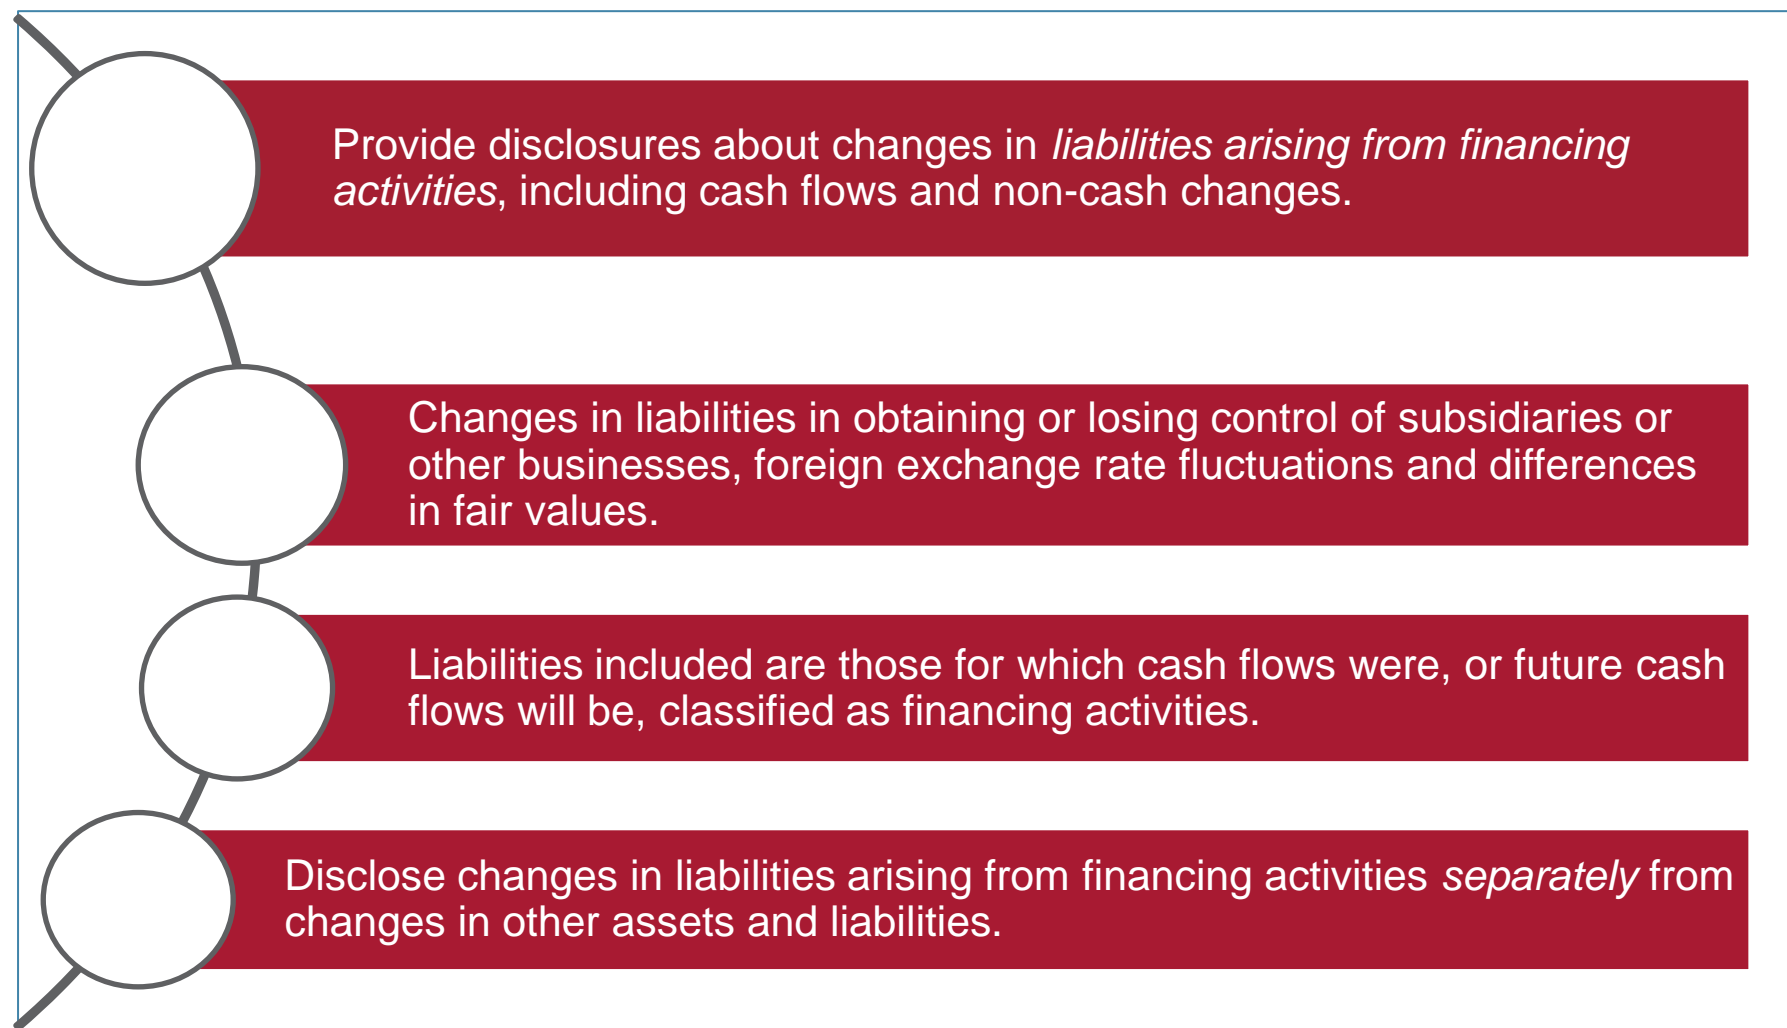 Provide disclosures about changes in liabilities arising from financing
activities, including cash flows and non-cash changes.
Changes in liabilities in obtaining or losing control of subsidiaries or
other businesses, foreign exchange rate fluctuations and differences
in fair values.
Liabilities included are those for which cash flows were, or future cash
flows will be, classified as financing activities.
Disclose changes in liabilities arising from financing activities separately from
changes in other assets and liabilities.